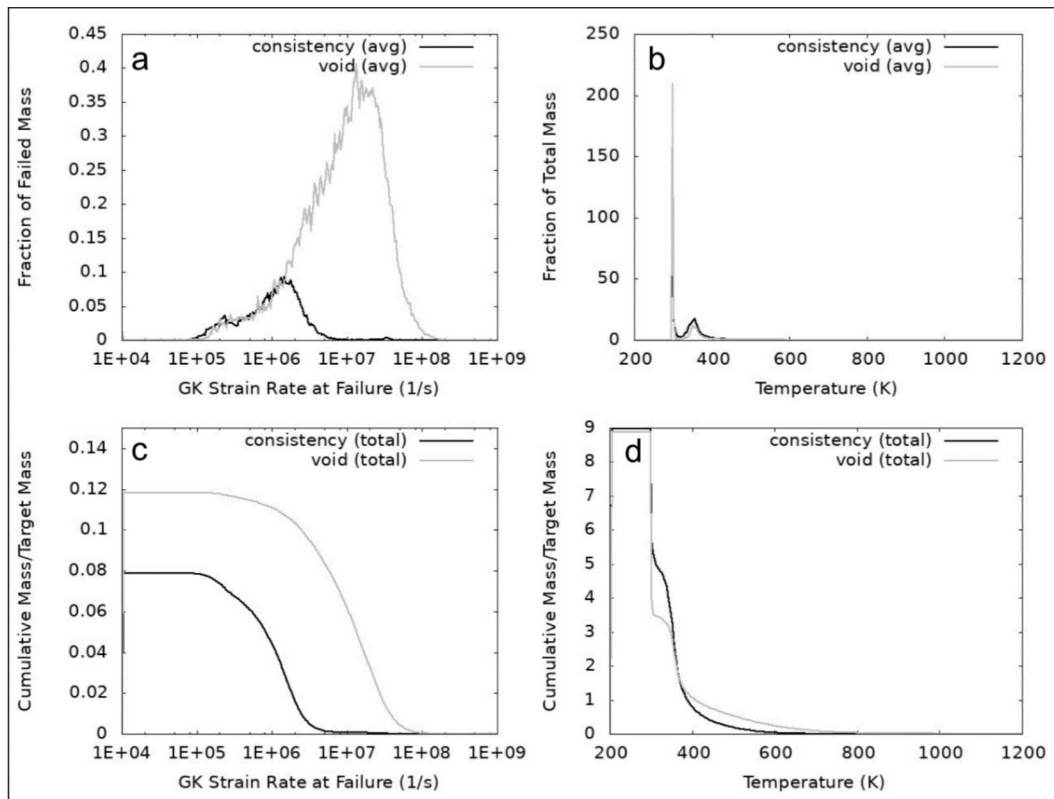 a
consistency (avg)
void (avg)
Fraction of Failed Mass
0.45
0.4
0.35
0.3
0.25
0.2
0.15
0.1
0.05
0
1E+04 1E+05 1E+06 1E+07 1E+08 1E+09
GK Strain Rate at Failure (1/s)
b
consistency (avg)
void (avg)
Fraction of Total Mass
250
200
150
100
50
0
200 400 600 800 1000 1200
Temperature (K)
c
consistency (total)
void (total)
Cumulative Mass/Target Mass
0.14
0.12
0.1
0.08
0.06
0.04
0.02
0
1E+04 1E+05 1E+06 1E+07 1E+08 1E+09
GK Strain Rate at Failure (1/s)
d
consistency (total)
void (total)
Cumulative Mass/Target Mass
9
8
7
6
5
4
3
2
1
0
200 400 600 800 1000 1200
Temperature (K)